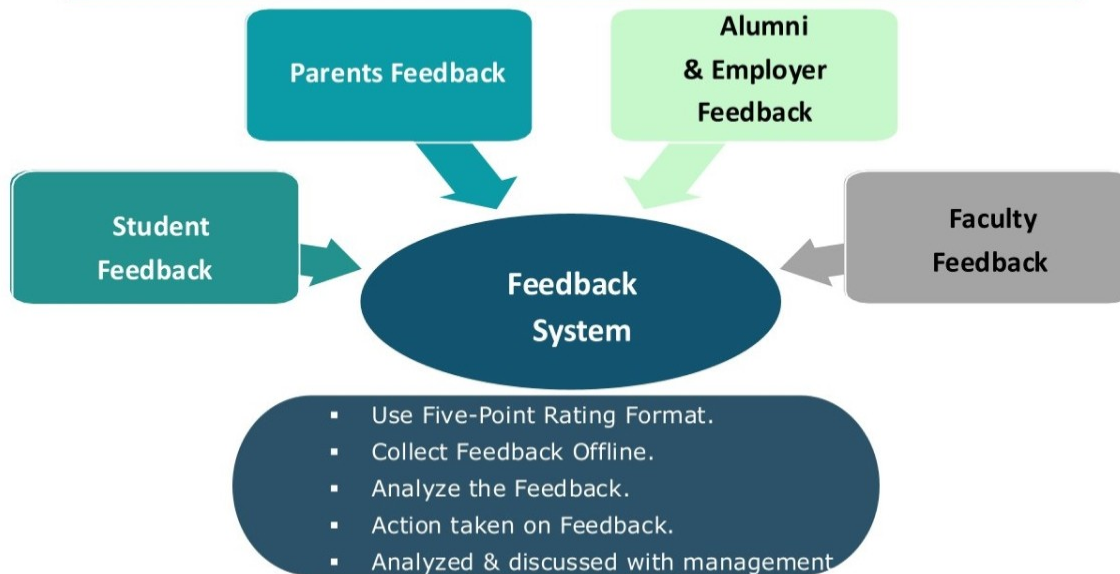 Parents Feedback
Alumni
& Employer
Feedback
Student
Feedback
Faculty
Feedback
Feedback
System
▪ Use Five-Point Rating Format.
▪ Collect Feedback Offline.
▪ Analyze the Feedback.
▪ Action taken on Feedback.
▪ Analyzed & discussed with management